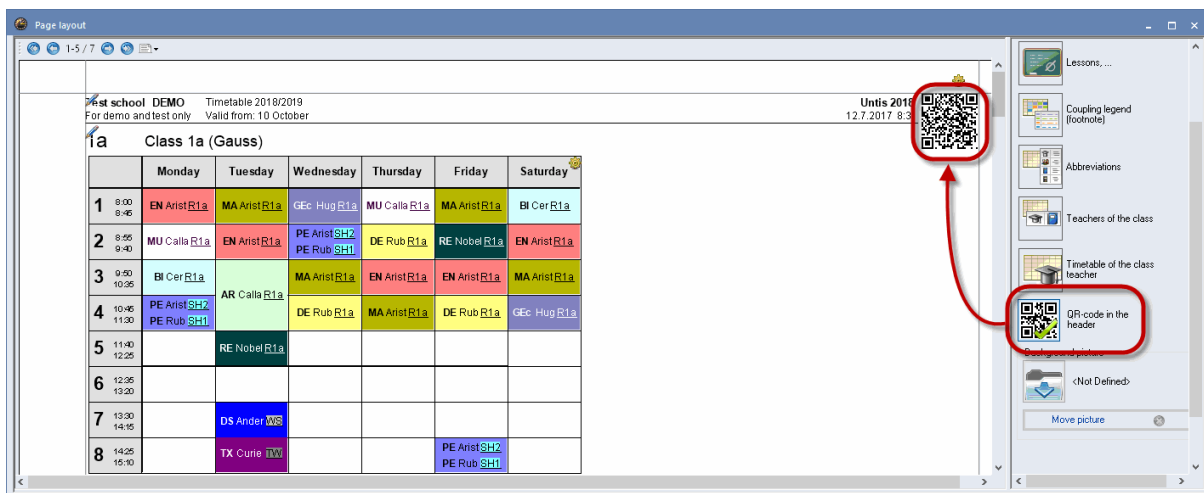 Page layout
1-5 / 7
Test school DEMO Timetable 2018/2019
For demo and test only Valid from: 10 October
Untis 2018
12.7.2017 8:3
1a Class 1a (Gauss)
Monday Tuesday Wednesday Thursday Friday Saturday
1 8:00 8:45 EN Arist R1a MA Arist R1a GEc Hug R1a MU Calla R1a MA Arist R1a BI Cer R1a
2 8:55 9:40 MU Calla R1a EN Arist R1a PE Arist SH2 PE Rub SH1 DE Rub R1a RE Nobel R1a EN Arist R1a
3 9:50 10:35 BI Cer R1a AR Calla R1a MA Arist R1a EN Arist R1a EN Arist R1a MA Arist R1a
4 10:45 11:30 PE Arist SH2 PE Rub SH1 DE Rub R1a MA Arist R1a DE Rub R1a GEc Hug R1a
5 11:40 12:25 RE Nobel R1a
6 12:35 13:20
7 13:30 14:15 DS Ander WS
8 14:25 15:10 TX Curie TW PE Arist SH2 PE Rub SH1
Lessons, ...
Coupling legend
(footnote)
Abbreviations
Teachers of the class
Timetable of the class
teacher
QR-code in the
header
Background picture
<Not Defined>
Move picture